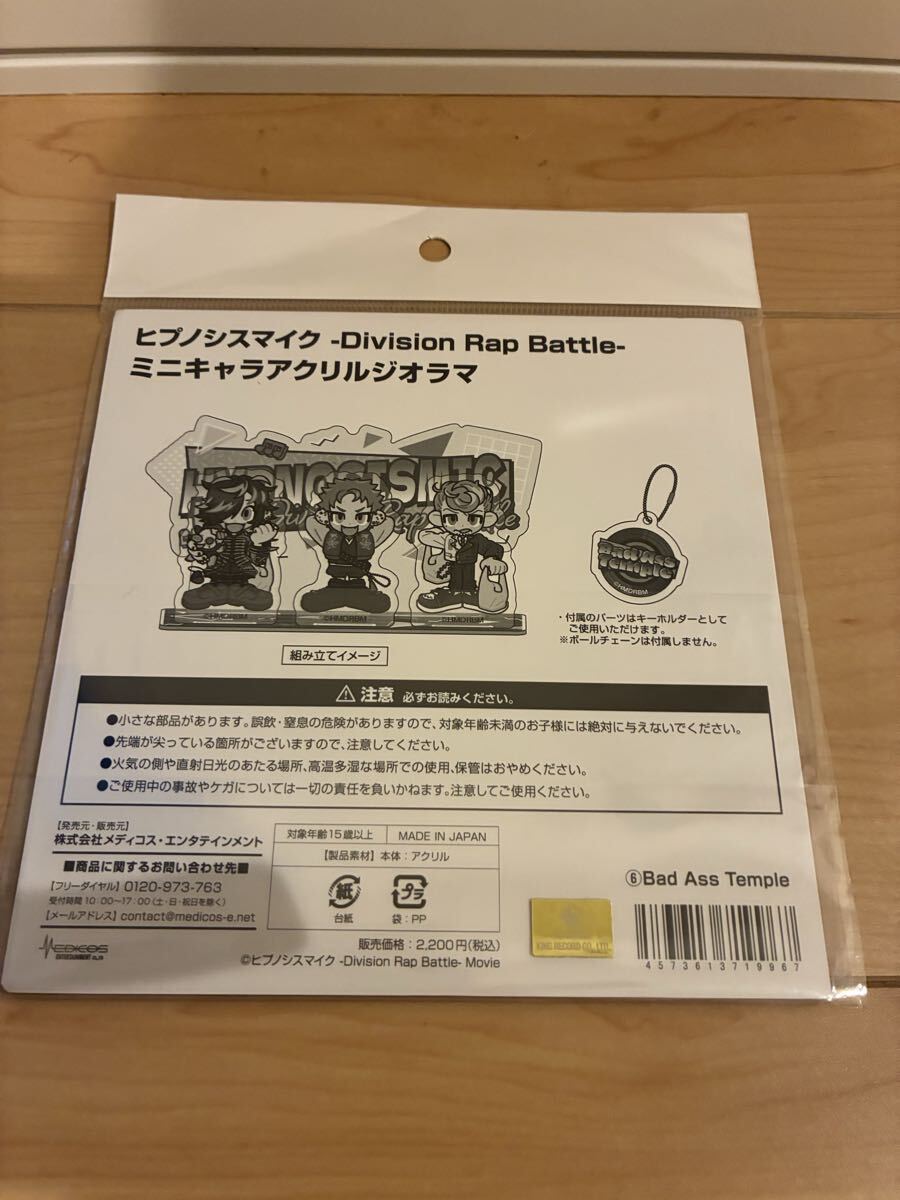 ヒプノシスマイク -Division Rap Battle-
ミニキャラアクリルジオラマ
©HMDRBM
©HMDRBM
©HMDRBM
Bad Ass
Temple
©HMDRBM
・付属のパーツはキーホルダーとして
ご使用いただけます。
※ボールチェーンは付属しません。
組み立てイメージ
⚠注意 必ずお読みください。
●小さな部品があります。誤飲・窒息の危険がありますので、対象年齢未満のお子様には絶対に与えないでください。
●先端が尖っている箇所がございますので、注意してください。
●火気の側や直射日光のあたる場所、高温多湿な場所での使用、保管はおやめください。
●ご使用中の事故やケガについては一切の責任を負いかねます。注意してご使用ください。
【発売元・販売元】
株式会社メディコス・エンタテインメント
■商品に関するお問い合わせ先■
【フリーダイヤル】0120-973-763
受付時間 10:00〜17:00(土・日・祝日を除く)
【メールアドレス】contact@medicos-e.net
MEDICOS
ENTERTAINMENT co.,ltd
対象年齢15歳以上 MADE IN JAPAN
【製品素材】本体:アクリル
紙 プラ
台紙 袋:PP
販売価格:2,200円(税込)
©ヒプノシスマイク -Division Rap Battle- Movie
KING RECORD CO., LTD.
⑥Bad Ass Temple
4573613719967